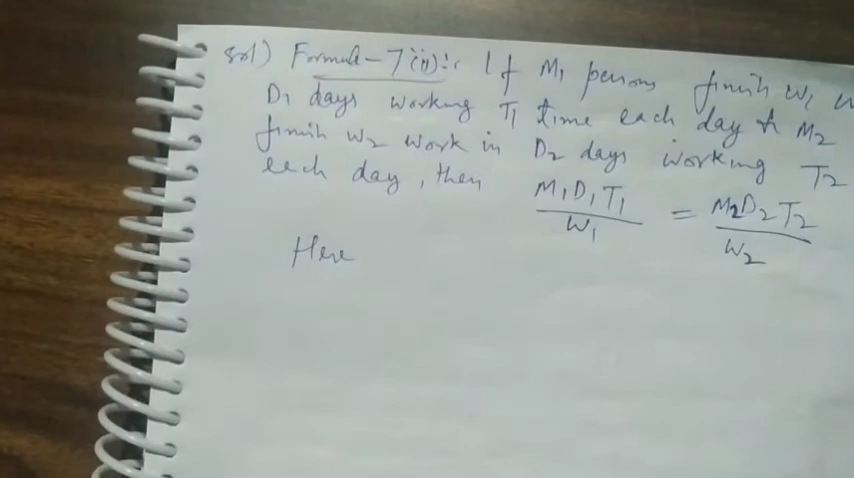 sol) Formula-7(ii):: If M1 persons finish W1 W
D1 days working T1 time each day & M2
finish W2 work in D2 days working T2
each day, then M1D1T1/W1 = M2D2T2/W2
Here